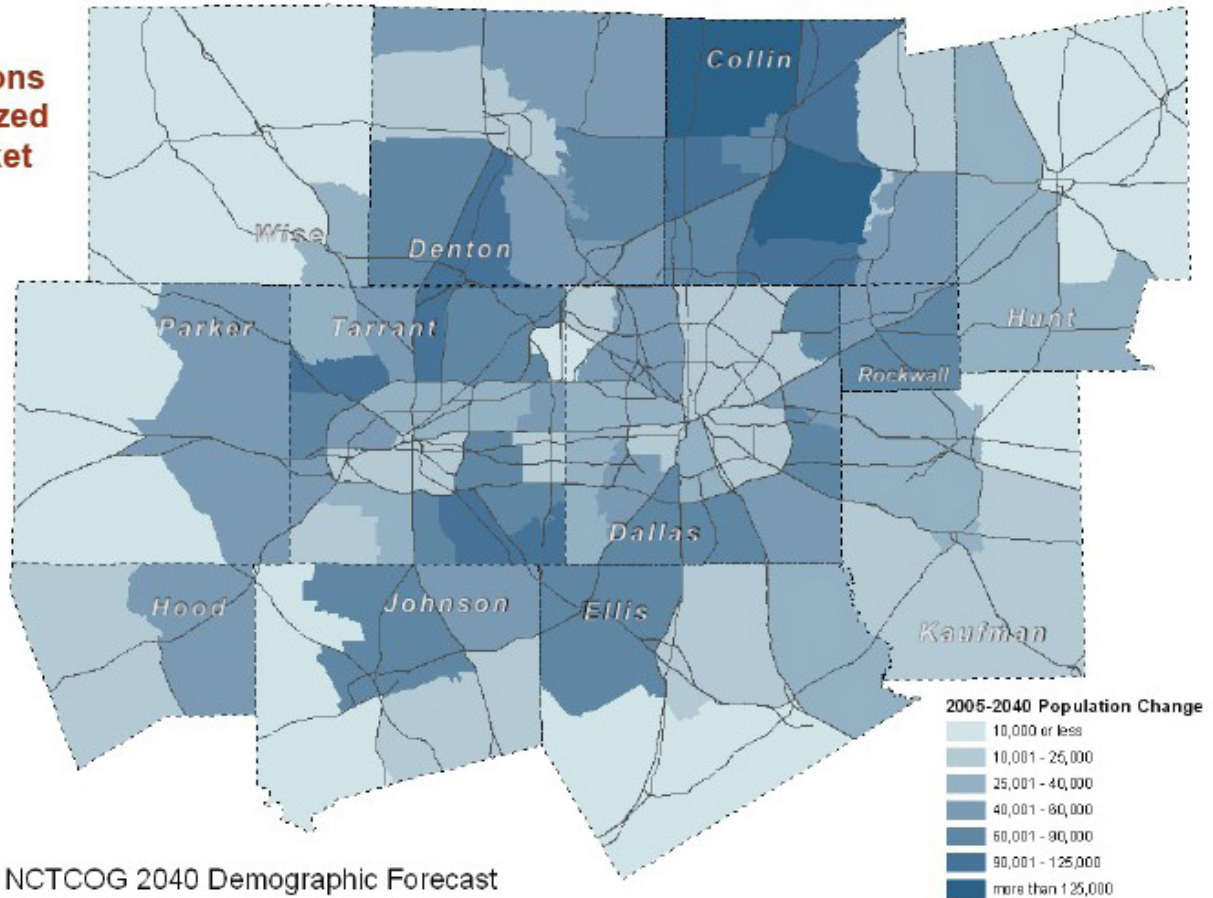 ons
zed
ket
Collin
Wise
Denton
Parker
Tarrant
Hunt
Rockwall
Dallas
Hood
Johnson
Ellis
Kaufman
2005-2040 Population Change
10,000 or less
10,001 - 25,000
25,001 - 40,000
40,001 - 60,000
60,001 - 90,000
90,001 - 125,000
more than 125,000
NCTCOG 2040 Demographic Forecast